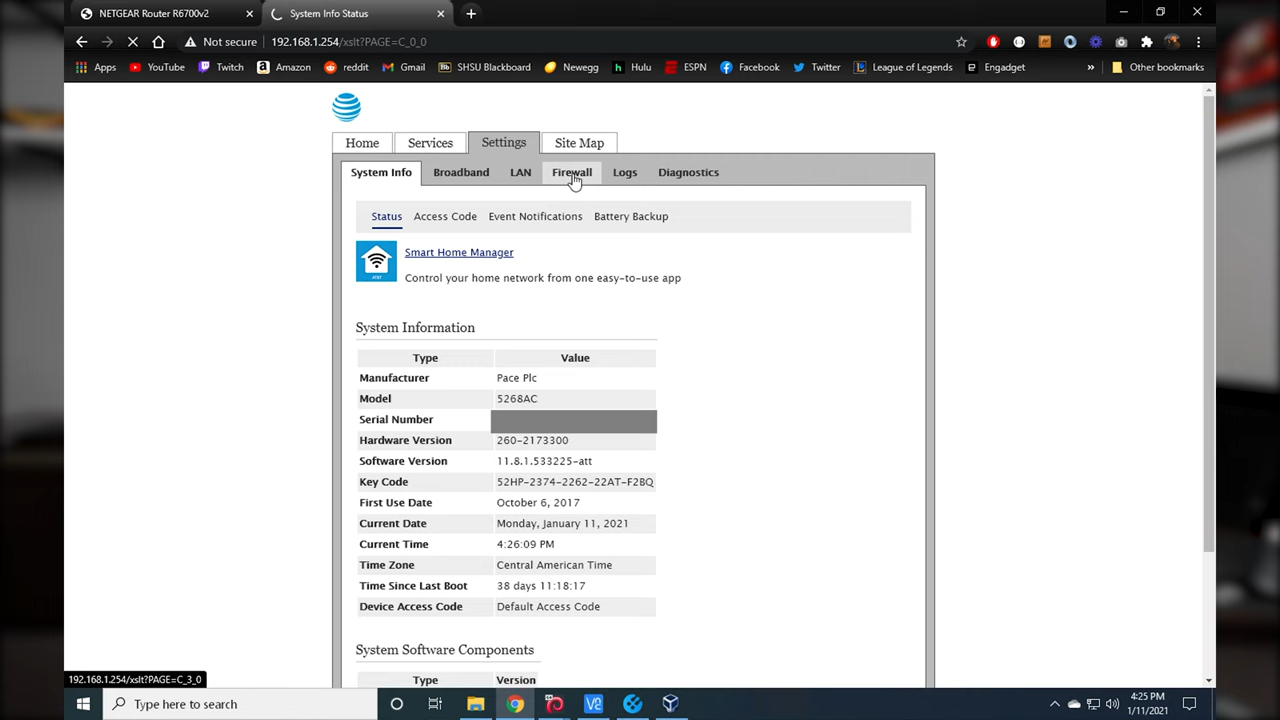 NETGEAR Router R6700v2
System Info Status
Not secure 192.168.1.254/xslt?PAGE=C_0_0
Apps YouTube Twitch Amazon reddit Gmail SHSU Blackboard Newegg Hulu ESPN Facebook Twitter League of Legends Engadget » Other bookmarks
Home Services Settings Site Map
System Info Broadband LAN Firewall Logs Diagnostics
Status Access Code Event Notifications Battery Backup
Smart Home Manager
Control your home network from one easy-to-use app
AT&T
System Information
Type Value
Manufacturer Pace Plc
Model 5268AC
Serial Number
Hardware Version 260-2173300
Software Version 11.8.1.533225-att
Key Code 52HP-2374-2262-22AT-F2BQ
First Use Date October 6, 2017
Current Date Monday, January 11, 2021
Current Time 4:26:09 PM
Time Zone Central American Time
Time Since Last Boot 38 days 11:18:17
Device Access Code Default Access Code
System Software Components
Type Version
192.168.1.254/xslt?PAGE=C_3_0
Type here to search
4:25 PM
1/11/2021